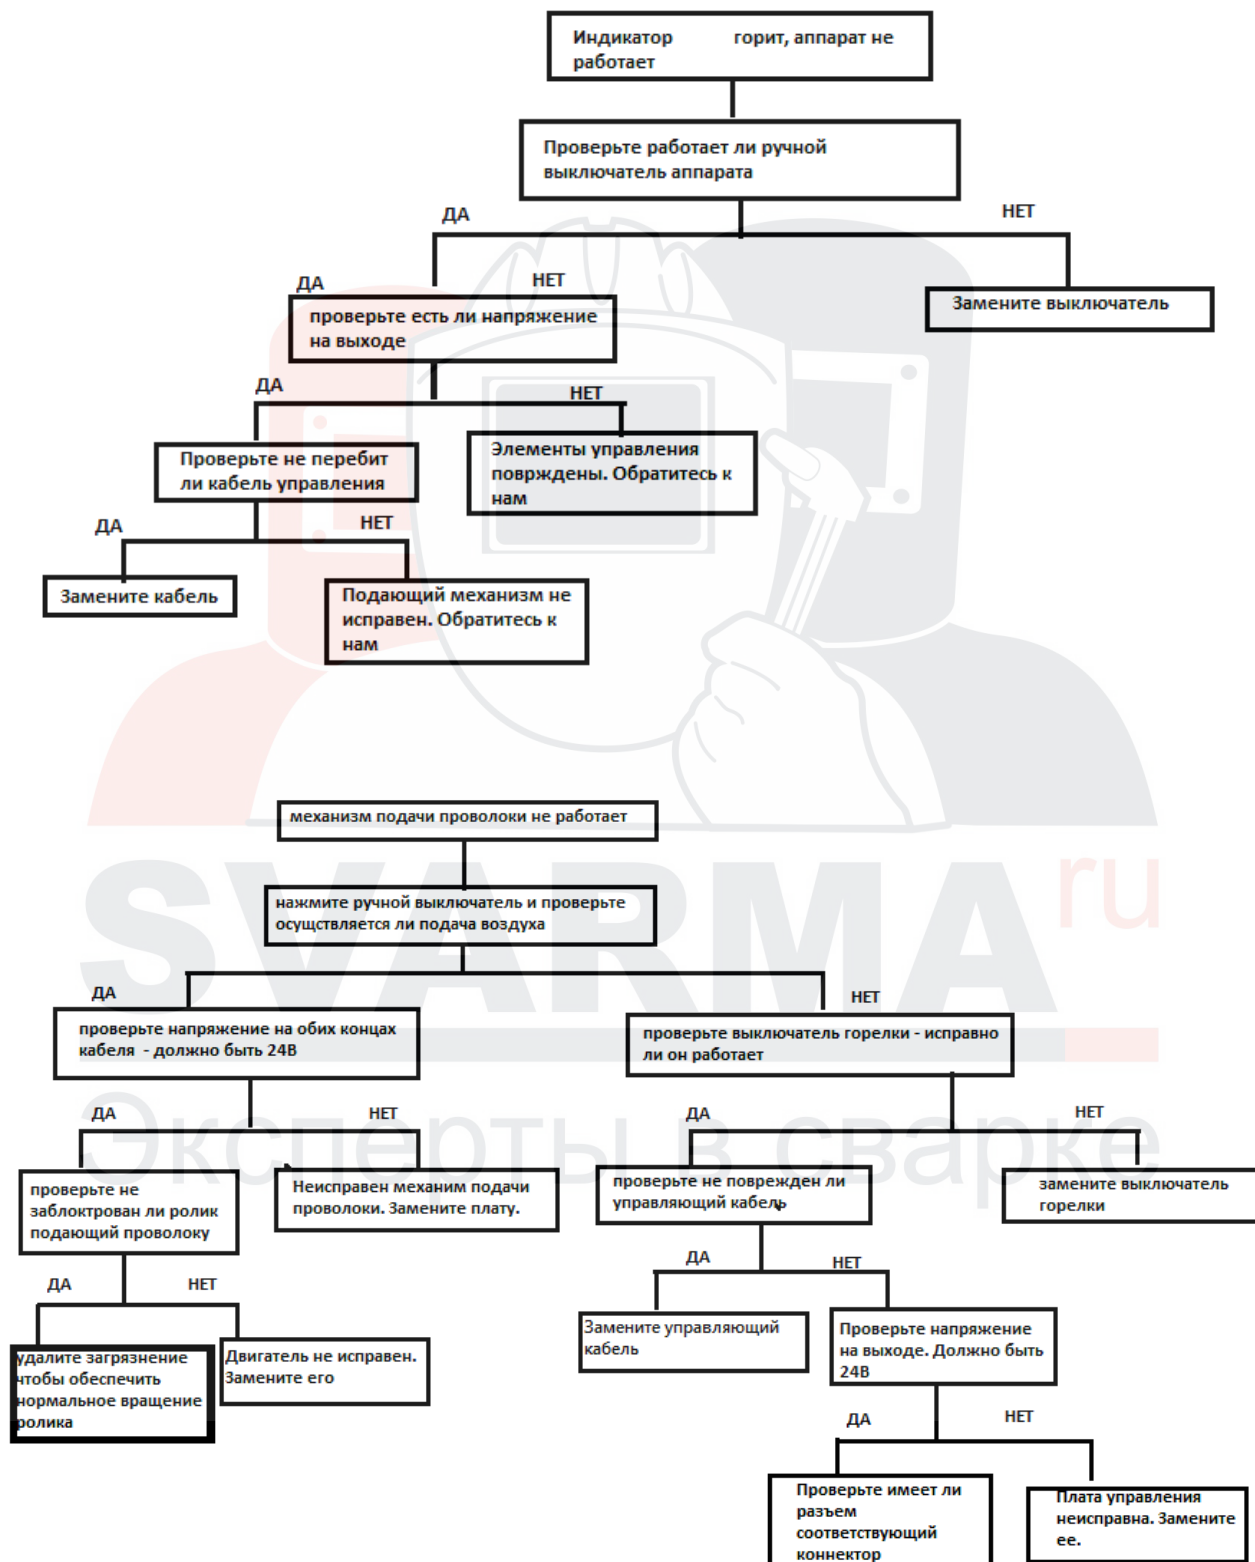 Индикатор горит, аппарат не
работает
Проверьте работает ли ручной
выключатель аппарата
ДА
НЕТ
ДА
НЕТ
проверьте есть ли напряжение
на выходе
Замените выключатель
ДА
НЕТ
Проверьте не перебит
ли кабель управления
Элементы управления
поврждены. Обратитесь к
нам
ДА
НЕТ
Замените кабель
Подающий механизм не
исправен. Обратитесь к
нам
механизм подачи проволоки не работает
SVARMA.ru
нажмите ручной выключатель и проверьте
осущствляется ли подача воздуха
ДА
НЕТ
проверьте напряжение на обих концах
кабеля - должно быть 24В
проверьте выключатель горелки - исправно
ли он работает
Эксперты в сварке
ДА
НЕТ
ДА
НЕТ
проверьте не
заблоктрован ли ролик
подающий проволоку
Неисправен механим подачи
проволоки. Замените плату.
проверьте не поврежден ли
управляющий кабель
замените выключатель
горелки
ДА
НЕТ
ДА
НЕТ
удалите загрязнение
чтобы обеспечить
нормальное вращение
ролика
Двигатель не исправен.
Замените его
Замените управляющий
кабель
Проверьте напряжение
на выходе. Должно быть
24В
ДА
НЕТ
Проверьте имеет ли
разъем
соответствующий
коннектор
Плата управления
неисправна. Замените
ее.